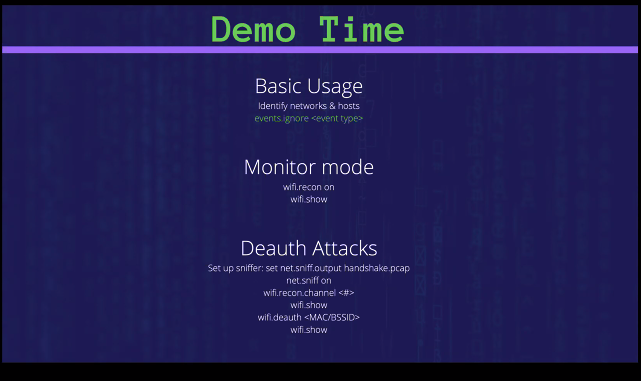 Demo Time
Basic Usage
Identify networks & hosts
events.ignore <event type>
Monitor mode
wifi.recon on
wifi.show
Deauth Attacks
Set up sniffer: set net.sniff.output handshake.pcap
net.sniff on
wifi.recon.channel <#>
wifi.show
wifi.deauth <MAC/BSSID>
wifi.show